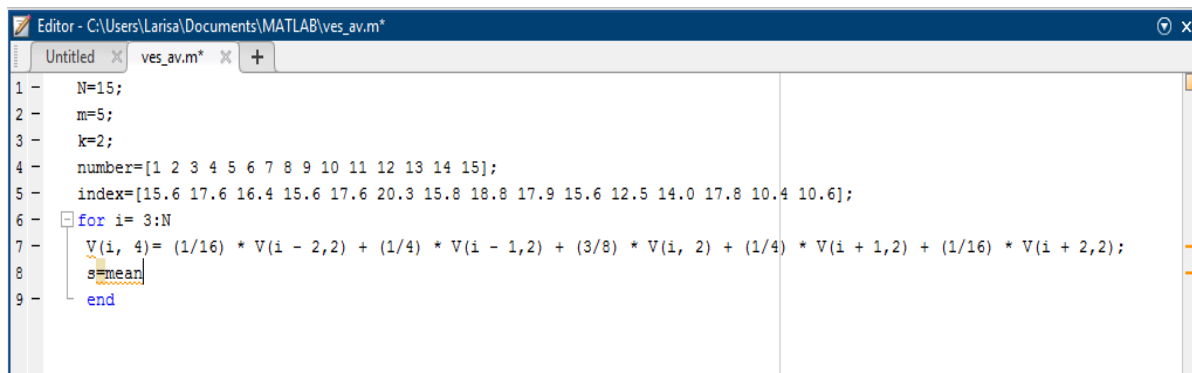 Editor - C:\Users\Larisa\Documents\MATLAB\ves_av.m*
Untitled ves_av.m* +
1 - N=15;
2 - m=5;
3 - k=2;
4 - number=[1 2 3 4 5 6 7 8 9 10 11 12 13 14 15];
5 - index=[15.6 17.6 16.4 15.6 17.6 20.3 15.8 18.8 17.9 15.6 12.5 14.0 17.8 10.4 10.6];
6 - for i= 3:N
7 - V(i, 4)= (1/16) * V(i - 2,2) + (1/4) * V(i - 1,2) + (3/8) * V(i, 2) + (1/4) * V(i + 1,2) + (1/16) * V(i + 2,2);
8 s=mean
9 - end